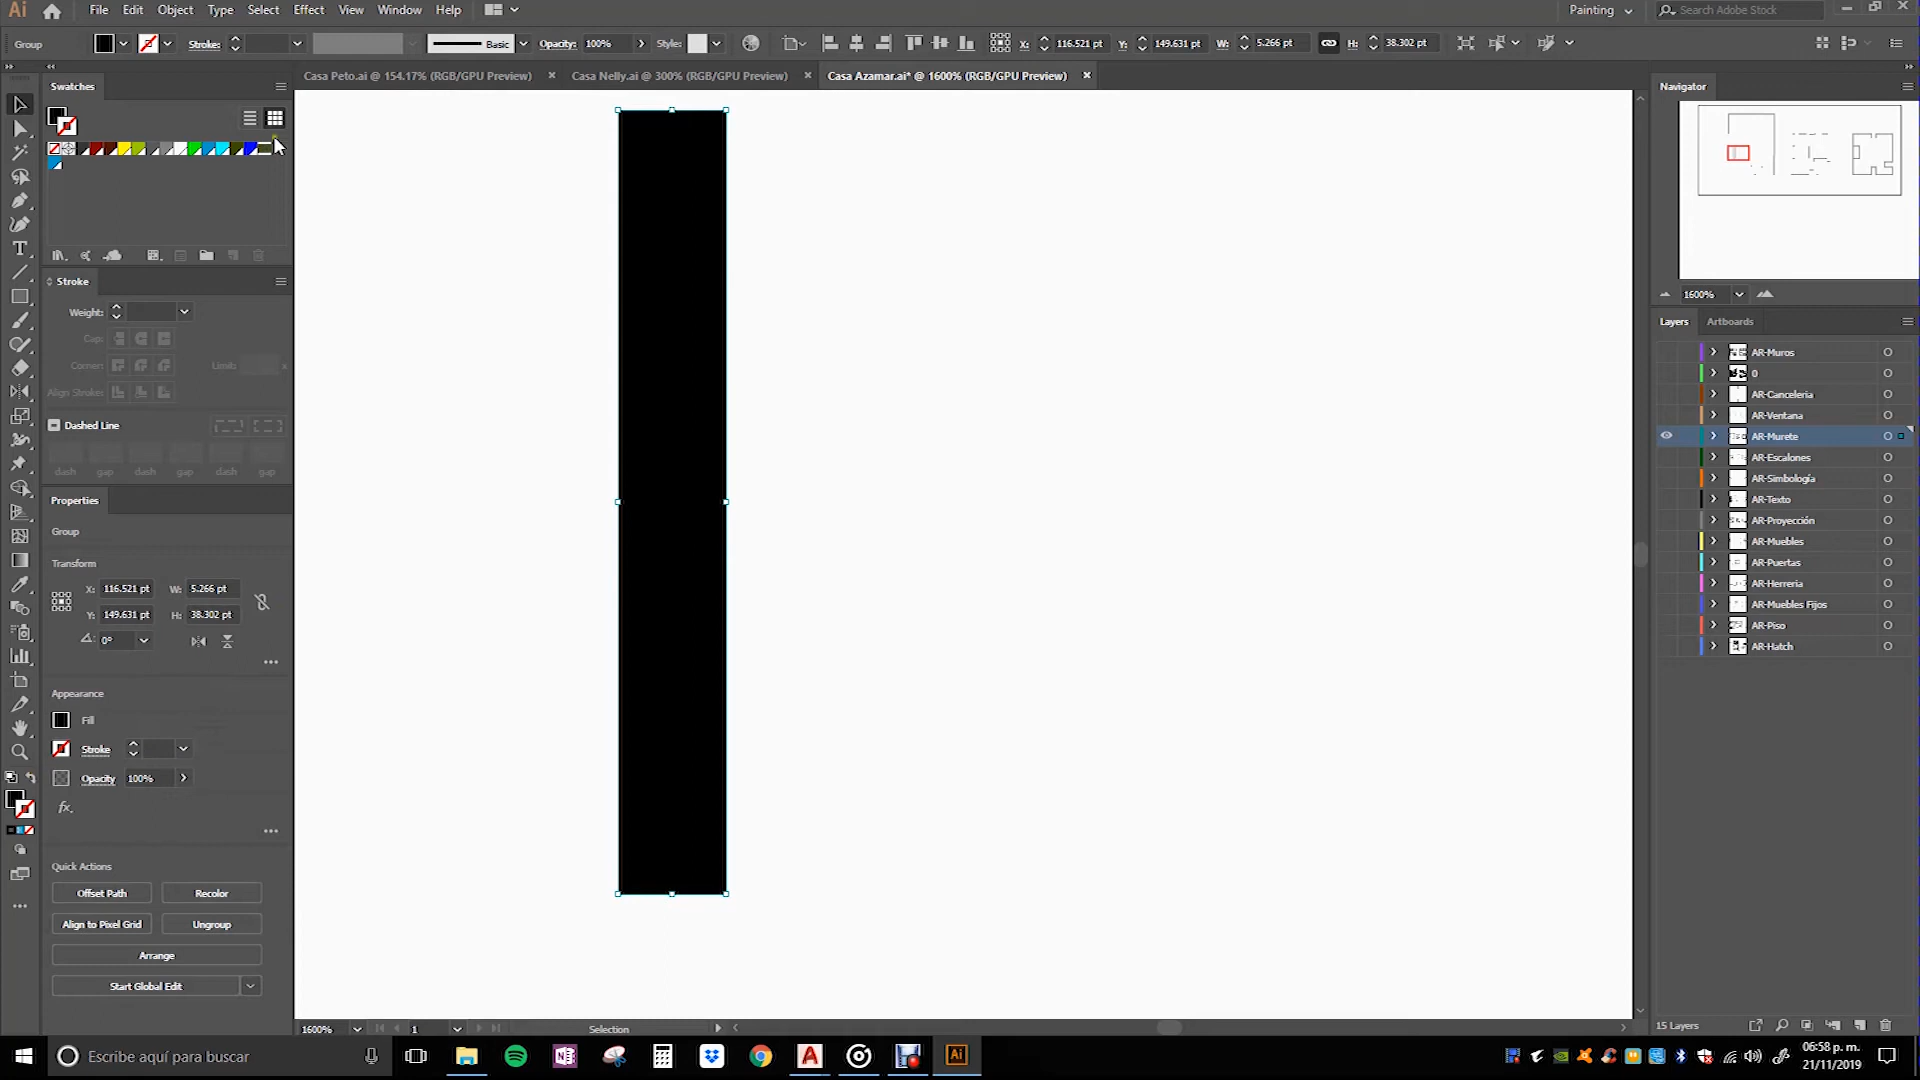 Ai File Edit Object Type Select Effect View Window Help Painting Search Adobe Stock
Group Stroke: Basic Opacity: 100% Style: X: 116.521 pt Y: 149.631 pt W: 5.266 pt H: 38.302 pt
Casa Peto.ai @ 154.17% (RGB/GPU Preview) Casa Nelly.ai @ 300% (RGB/GPU Preview) Casa Azamar.ai* @ 1600% (RGB/GPU Preview)
Swatches
Stroke
Weight:
Cap:
Corner: Limit: x
Align Stroke:
Dashed Line
dash gap dash gap dash gap
Properties
Group
Transform
X: 116.521 pt W: 5.266 pt
Y: 149.631 pt H: 38.302 pt
0°
Appearance
Fill
Stroke
Opacity 100%
fx.
Quick Actions
Offset Path Recolor
Align to Pixel Grid Ungroup
Arrange
Start Global Edit
Navigator
1600%
Layers Artboards
AR-Muros
0
AR-Canceleria
AR-Ventana
AR-Murete
AR-Escalones
AR-Simbología
AR-Texto
AR-Proyección
AR-Muebles
AR-Puertas
AR-Herreria
AR-Muebles Fijos
AR-Piso
AR-Hatch
15 Layers
1600% 1 Selection
Escribe aquí para buscar
06:58 p. m.
21/11/2019